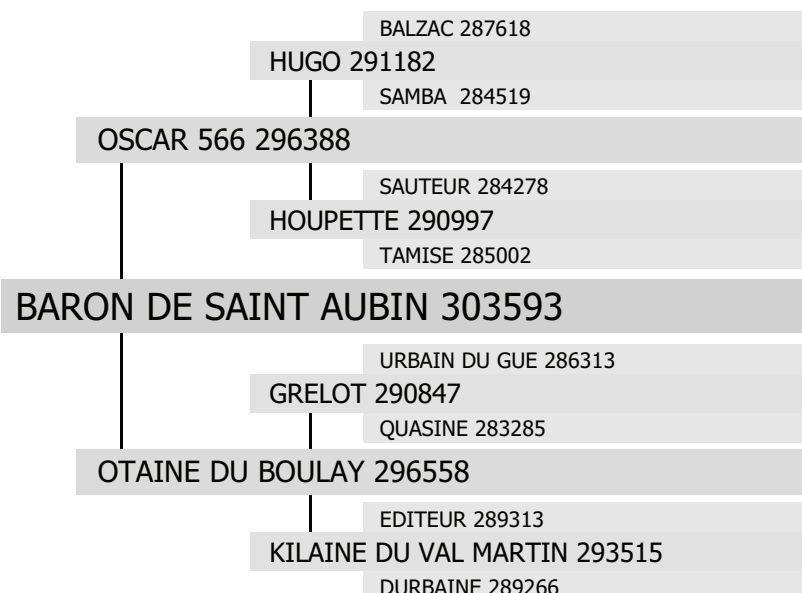 BALZAC 287618
HUGO 291182
SAMBA 284519
OSCAR 566 296388
SAUTEUR 284278
HOUPETTE 290997
TAMISE 285002
BARON DE SAINT AUBIN 303593
URBAIN DU GUE 286313
GRELOT 290847
QUASINE 283285
OTAINE DU BOULAY 296558
EDITEUR 289313
KILAINE DU VAL MARTIN 293515
DURBAINE 289266